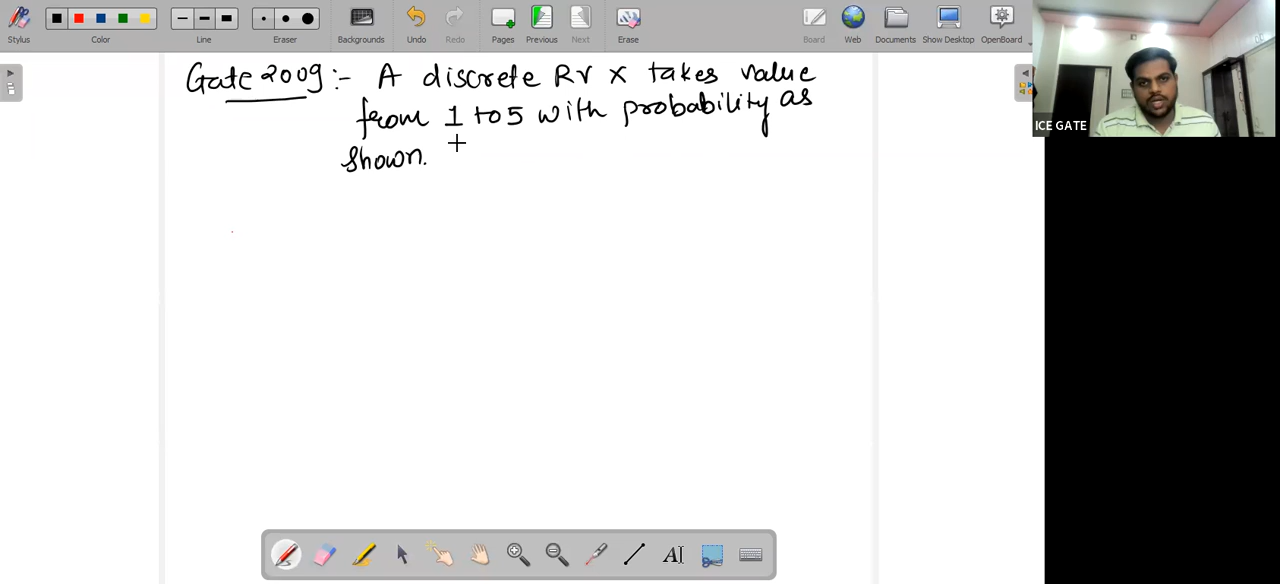 Stylus Color Line Eraser Backgrounds Undo Redo Pages Previous Next Erase Board Web Documents Show Desktop OpenBoard
Gate 2009:- A discrete RV X takes value
from 1 to 5 with probability as
shown.
ICE GATE